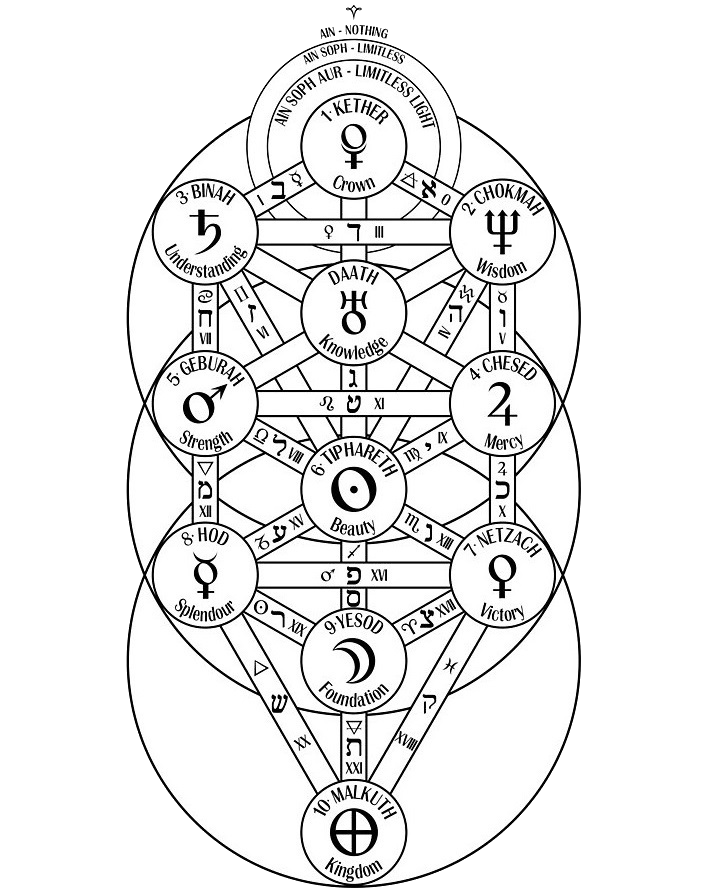 AIN - NOTHING
AIN SOPH - LIMITLESS
AIN SOPH AUR - LIMITLESS LIGHT
1·KETHER
Crown
I ב
א 0
3·BINAH
Understanding
2·CHOKMAH
Wisdom
ד III
DAATH
Knowledge
ח
VII
ז
VI
ה
IV
ו
V
5·GEBURAH
Strength
ג
4·CHESED
Mercy
ט XI
ל VIII
י IX
6·TIPHARETH
Beauty
מ
XII
כ
X
ע XV
נ XIII
8·HOD
Splendour
7·NETZACH
Victory
פ XVI
ס
ר XIX
צ XVII
9·YESOD
Foundation
ש
XX
ק
XVIII
ת
XXI
10·MALKUTH
Kingdom